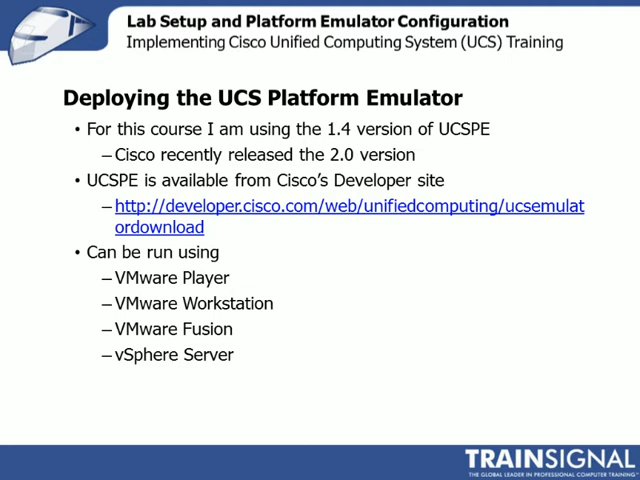 Lab Setup and Platform Emulator Configuration
Implementing Cisco Unified Computing System (UCS) Training
Deploying the UCS Platform Emulator
• For this course I am using the 1.4 version of UCSPE
– Cisco recently released the 2.0 version
• UCSPE is available from Cisco's Developer site
– http://developer.cisco.com/web/unifiedcomputing/ucsemulat
ordownload
• Can be run using
– VMware Player
– VMware Workstation
– VMware Fusion
– vSphere Server
TRAINSIGNAL
THE GLOBAL LEADER IN PROFESSIONAL COMPUTER TRAINING